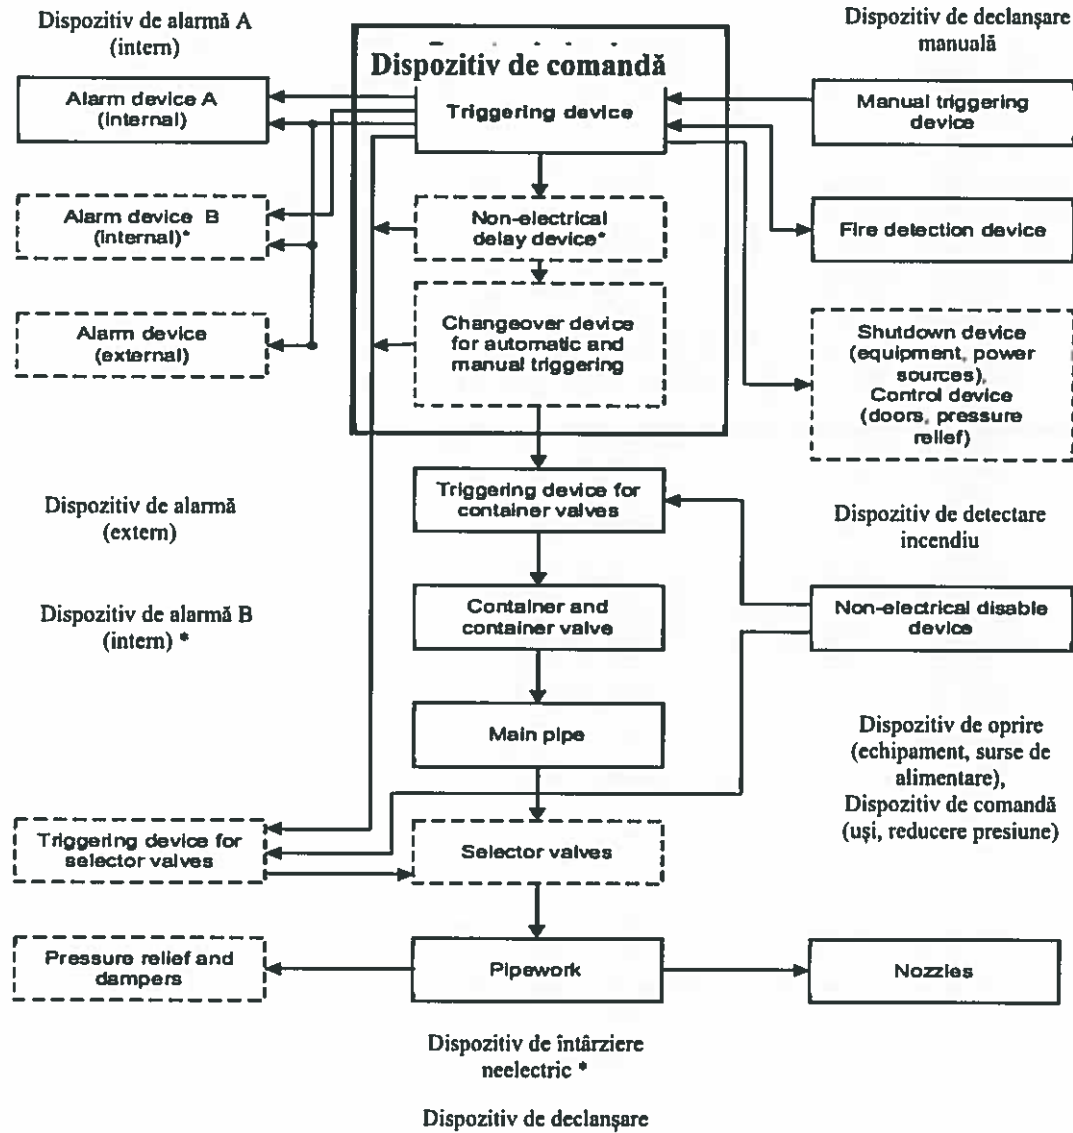 Dispozitiv de alarmă A
(intern)
Dispozitiv de declanșare
manuală
Dispozitiv de comandă
Alarm device A
(internal)
Triggering device
Manual triggering
device
Alarm device B
(internal)*
Non-electrical
delay device*
Fire detection device
Alarm device
(external)
Changeover device
for automatic and
manual triggering
Shutdown device
(equipment, power
sources),
Control device
(doors, pressure
relief)
Dispozitiv de alarmă
(extern)
Triggering device for
container valves
Dispozitiv de detectare
incendiu
Dispozitiv de alarmă B
(intern) *
Container and
container valve
Non-electrical disable
device
Main pipe
Dispozitiv de oprire
(echipament, surse de
alimentare),
Dispozitiv de comandă
(uși, reducere presiune)
Triggering device for
selector valves
Selector valves
Pressure relief and
dampers
Pipework
Nozzles
Dispozitiv de întârziere
neelectric *
Dispozitiv de declanșare